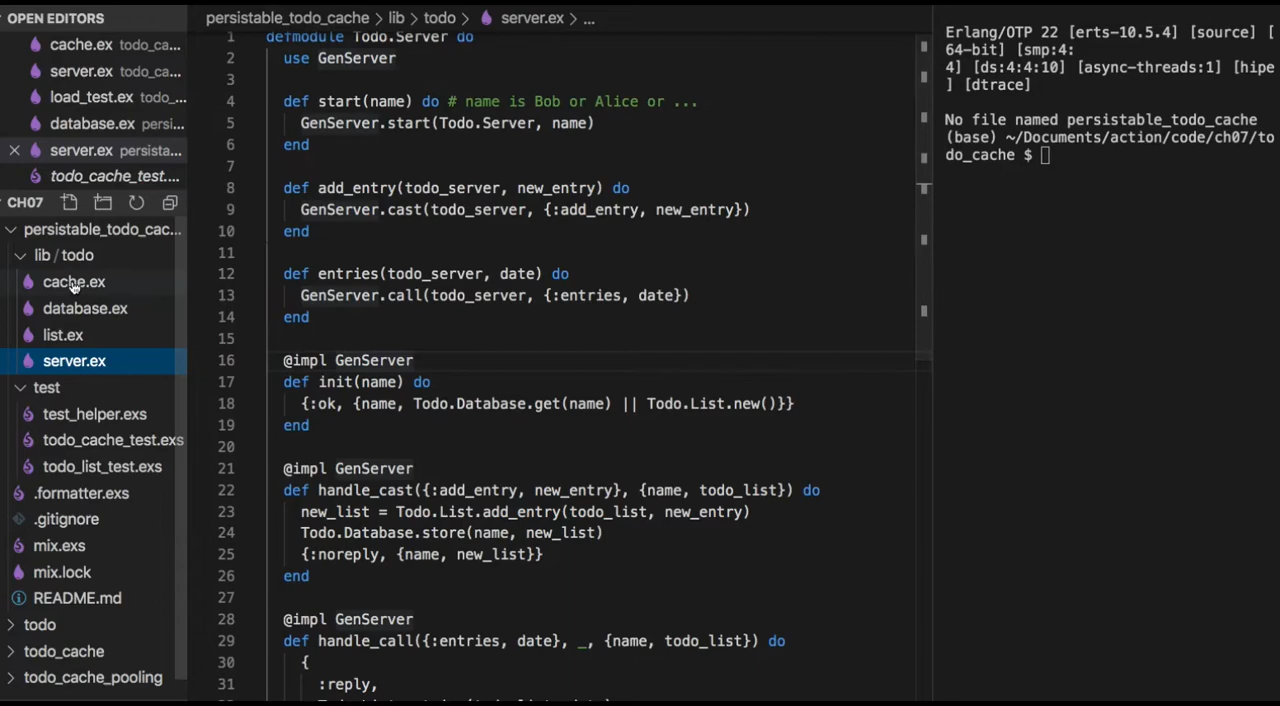 OPEN EDITORS
cache.ex todo_ca...
server.ex todo_ca...
load_test.ex todo_...
database.ex persi...
server.ex persista...
todo_cache_test....
CH07
persistable_todo_cac...
lib / todo
cache.ex
database.ex
list.ex
server.ex
test
test_helper.exs
todo_cache_test.exs
todo_list_test.exs
.formatter.exs
.gitignore
mix.exs
mix.lock
README.md
todo
todo_cache
todo_cache_pooling
persistable_todo_cache > lib > todo > server.ex > ...
1 defmodule Todo.Server do
2 use GenServer
3
4 def start(name) do # name is Bob or Alice or ...
5 GenServer.start(Todo.Server, name)
6 end
7
8 def add_entry(todo_server, new_entry) do
9 GenServer.cast(todo_server, {:add_entry, new_entry})
10 end
11
12 def entries(todo_server, date) do
13 GenServer.call(todo_server, {:entries, date})
14 end
15
16 @impl GenServer
17 def init(name) do
18 {:ok, {name, Todo.Database.get(name) || Todo.List.new()}}
19 end
20
21 @impl GenServer
22 def handle_cast({:add_entry, new_entry}, {name, todo_list}) do
23 new_list = Todo.List.add_entry(todo_list, new_entry)
24 Todo.Database.store(name, new_list)
25 {:noreply, {name, new_list}}
26 end
27
28 @impl GenServer
29 def handle_call({:entries, date}, _, {name, todo_list}) do
30 {
31 :reply,
Erlang/OTP 22 [erts-10.5.4] [source] [
64-bit] [smp:4:
4] [ds:4:4:10] [async-threads:1] [hipe
] [dtrace]
No file named persistable_todo_cache
(base) ~/Documents/action/code/ch07/to
do_cache $